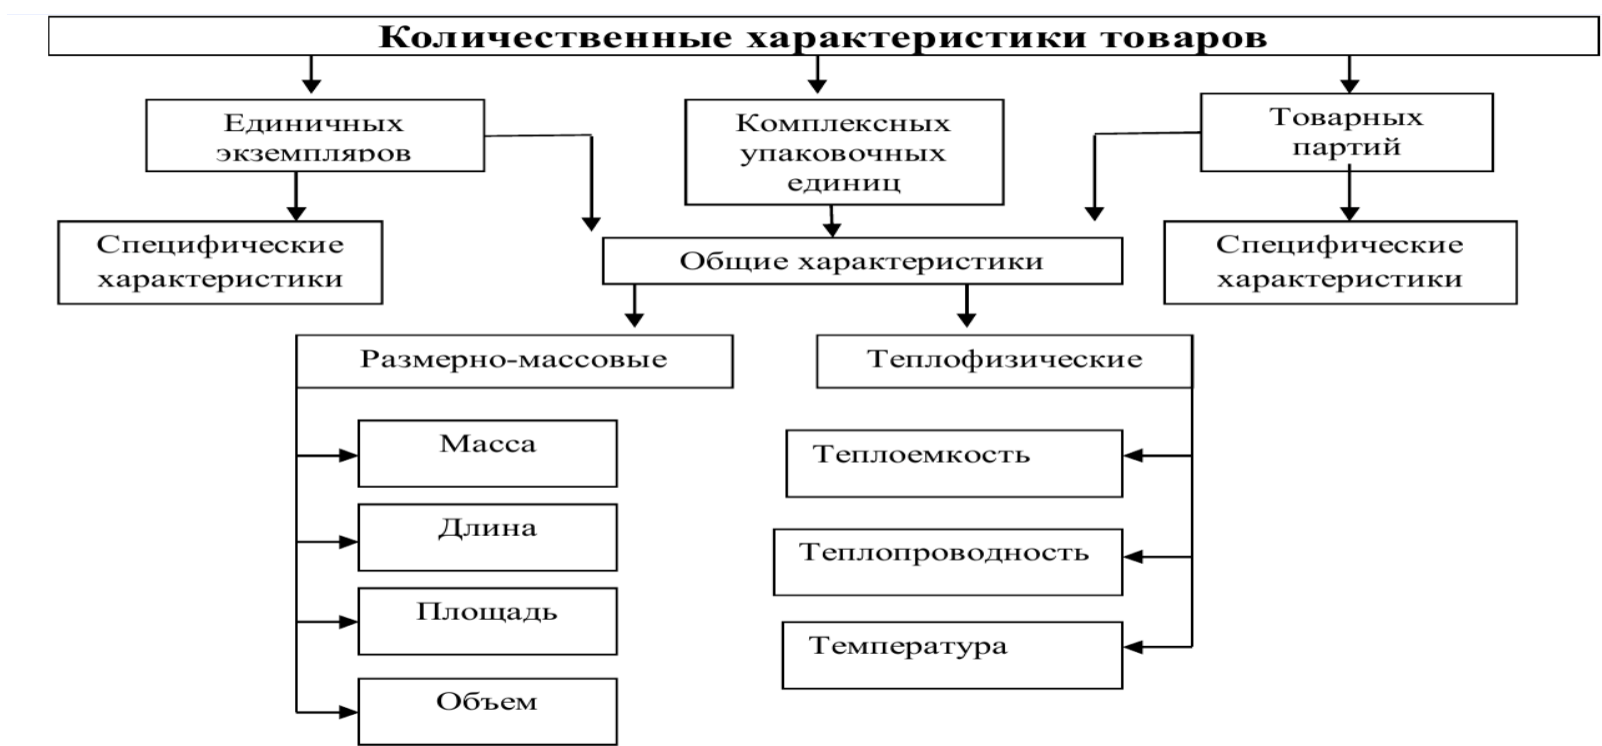 Количественные характеристики товаров
Единичных
экземпляров
Комплексных
упаковочных
единиц
Товарных
партий
Специфические
характеристики
Общие характеристики
Специфические
характеристики
Размерно-массовые
Теплофизические
Масса
Длина
Площадь
Объем
Теплоемкость
Теплопроводность
Температура